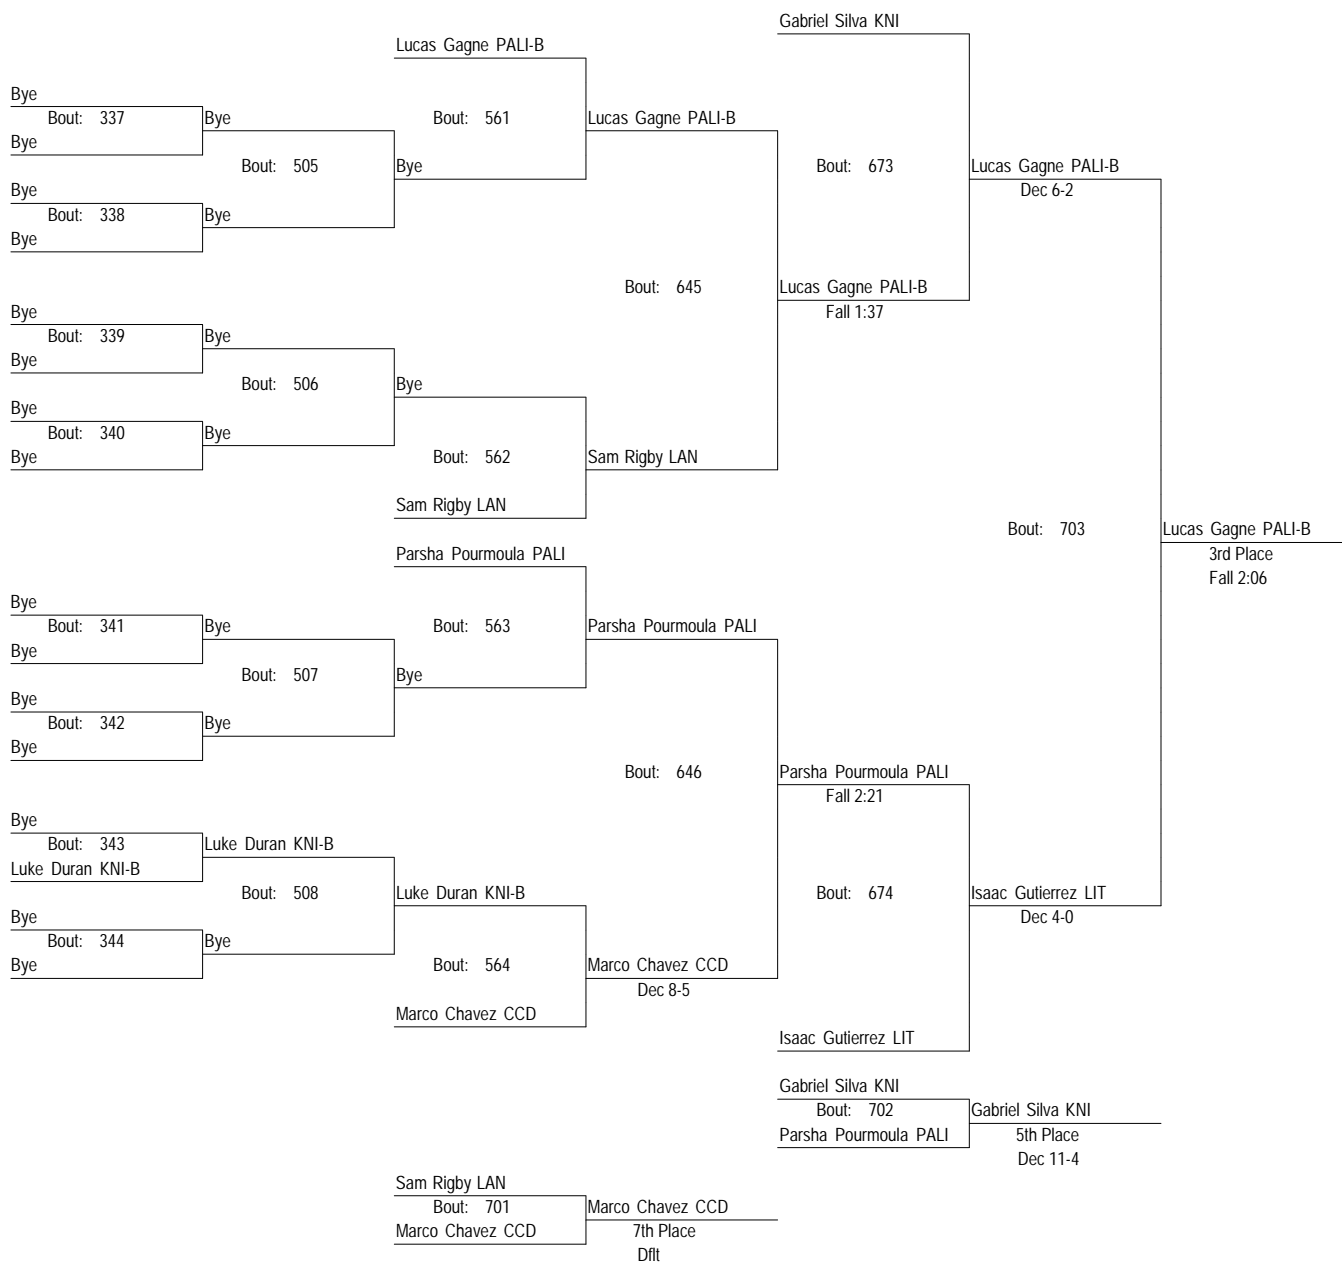 Gabriel Silva KNI
Lucas Gagne PALI-B
Bye
Bout: 337
Bye
Bout: 561
Lucas Gagne PALI-B
Bye
Bout: 505
Bye
Bout: 673
Lucas Gagne PALI-B
Bye
Dec 6-2
Bout: 338
Bye
Bye
Bout: 645
Lucas Gagne PALI-B
Bye
Fall 1:37
Bout: 339
Bye
Bye
Bout: 506
Bye
Bye
Bout: 340
Bye
Bye
Bout: 562
Sam Rigby LAN
Sam Rigby LAN
Bout: 703
Lucas Gagne PALI-B
Parsha Pourmoula PALI
3rd Place
Fall 2:06
Bye
Bout: 341
Bye
Bout: 563
Parsha Pourmoula PALI
Bye
Bout: 507
Bye
Bye
Bout: 342
Bye
Bye
Bout: 646
Parsha Pourmoula PALI
Fall 2:21
Bye
Bout: 343
Luke Duran KNI-B
Luke Duran KNI-B
Bout: 508
Luke Duran KNI-B
Bout: 674
Isaac Gutierrez LIT
Bye
Dec 4-0
Bout: 344
Bye
Bye
Bout: 564
Marco Chavez CCD
Dec 8-5
Marco Chavez CCD
Isaac Gutierrez LIT
Gabriel Silva KNI
Bout: 702
Gabriel Silva KNI
Parsha Pourmoula PALI
5th Place
Dec 11-4
Sam Rigby LAN
Bout: 701
Marco Chavez CCD
Marco Chavez CCD
7th Place
Dflt